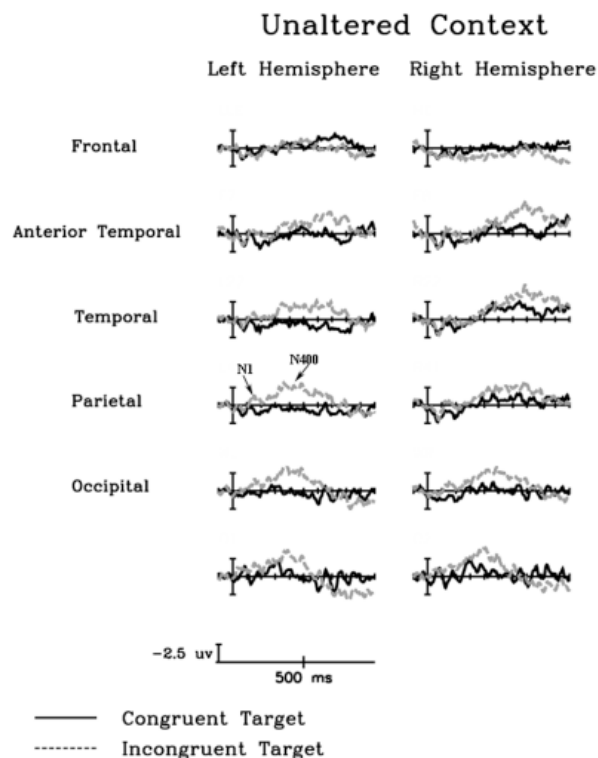 Unaltered Context
Left Hemisphere Right Hemisphere
Frontal
Anterior Temporal
Temporal
N1 N400
Parietal
Occipital
-2.5 uv
500 ms
Congruent Target
Incongruent Target